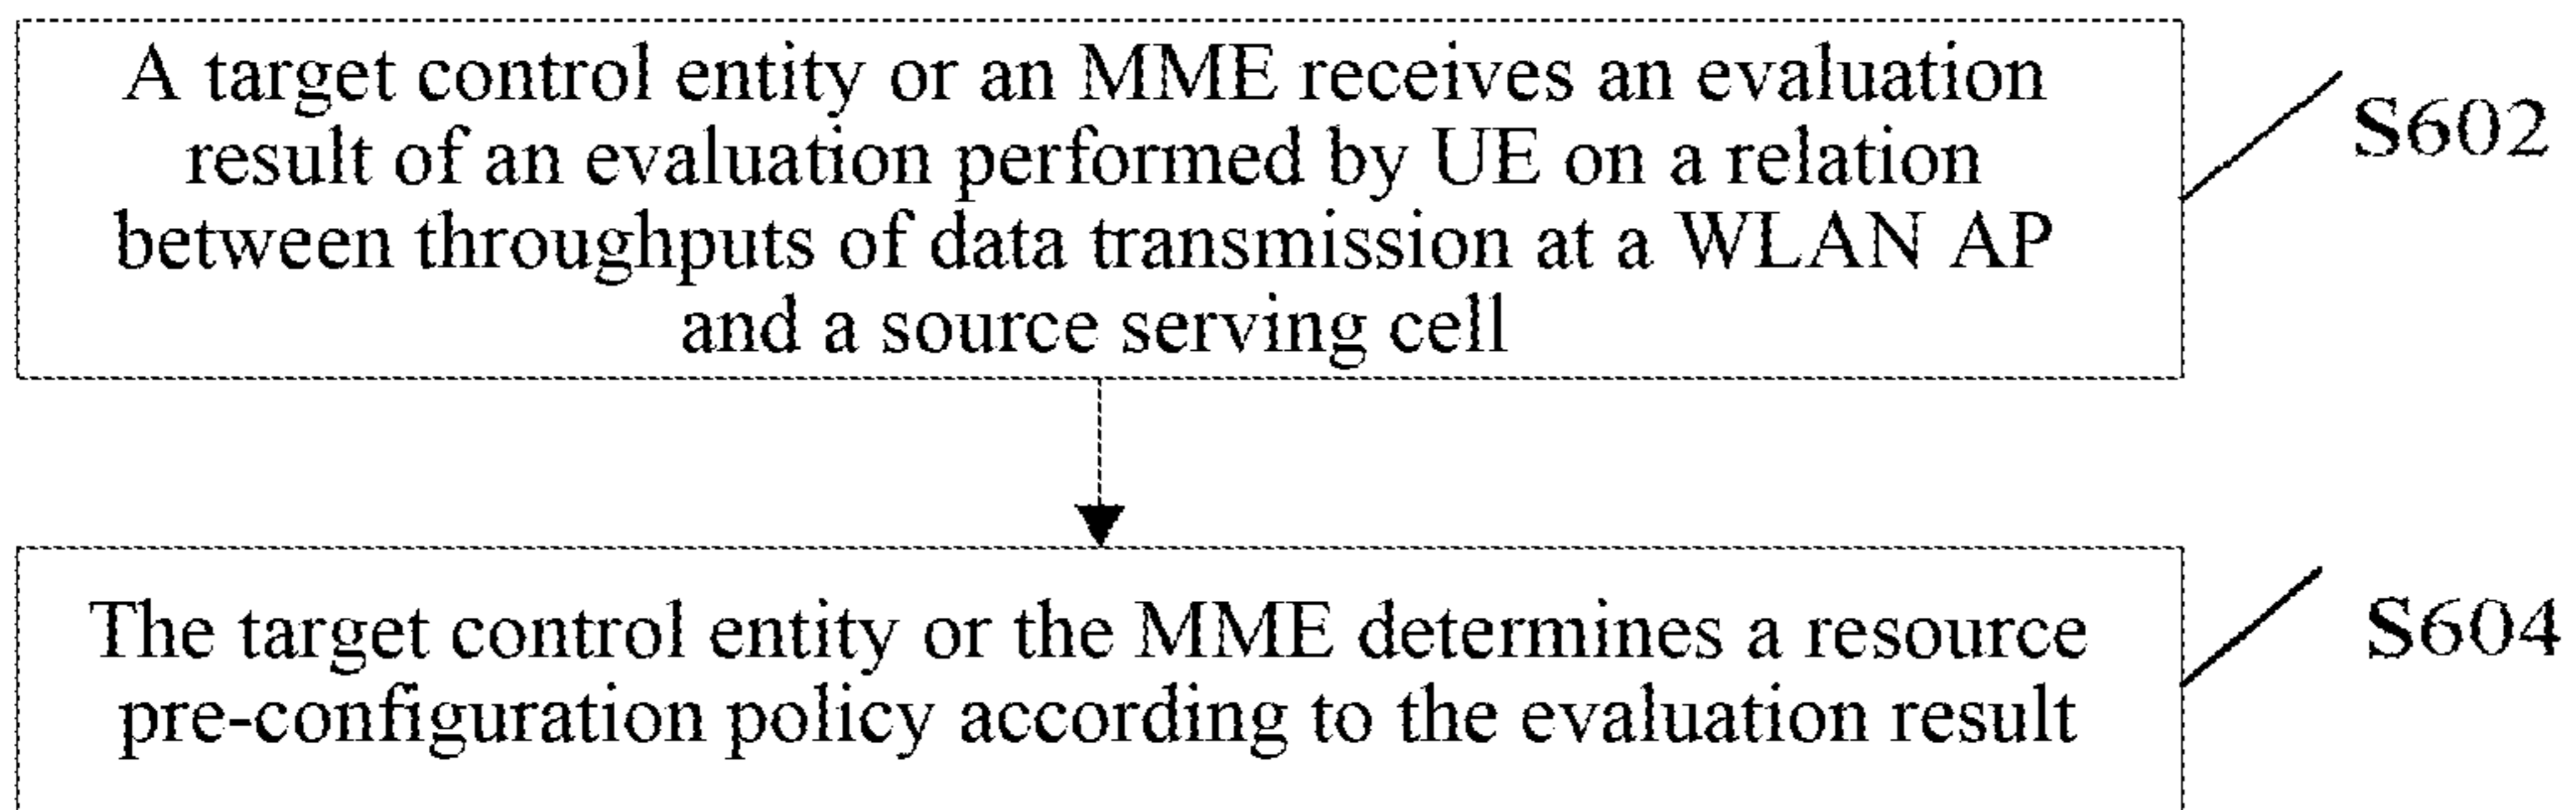 A target control entity or an MME receives an evaluation
result of an evaluation performed by UE on a relation
between throughputs of data transmission at a WLAN AP
and a source serving cell
S602
The target control entity or the MME determines a resource
pre-configuration policy according to the evaluation result
S604